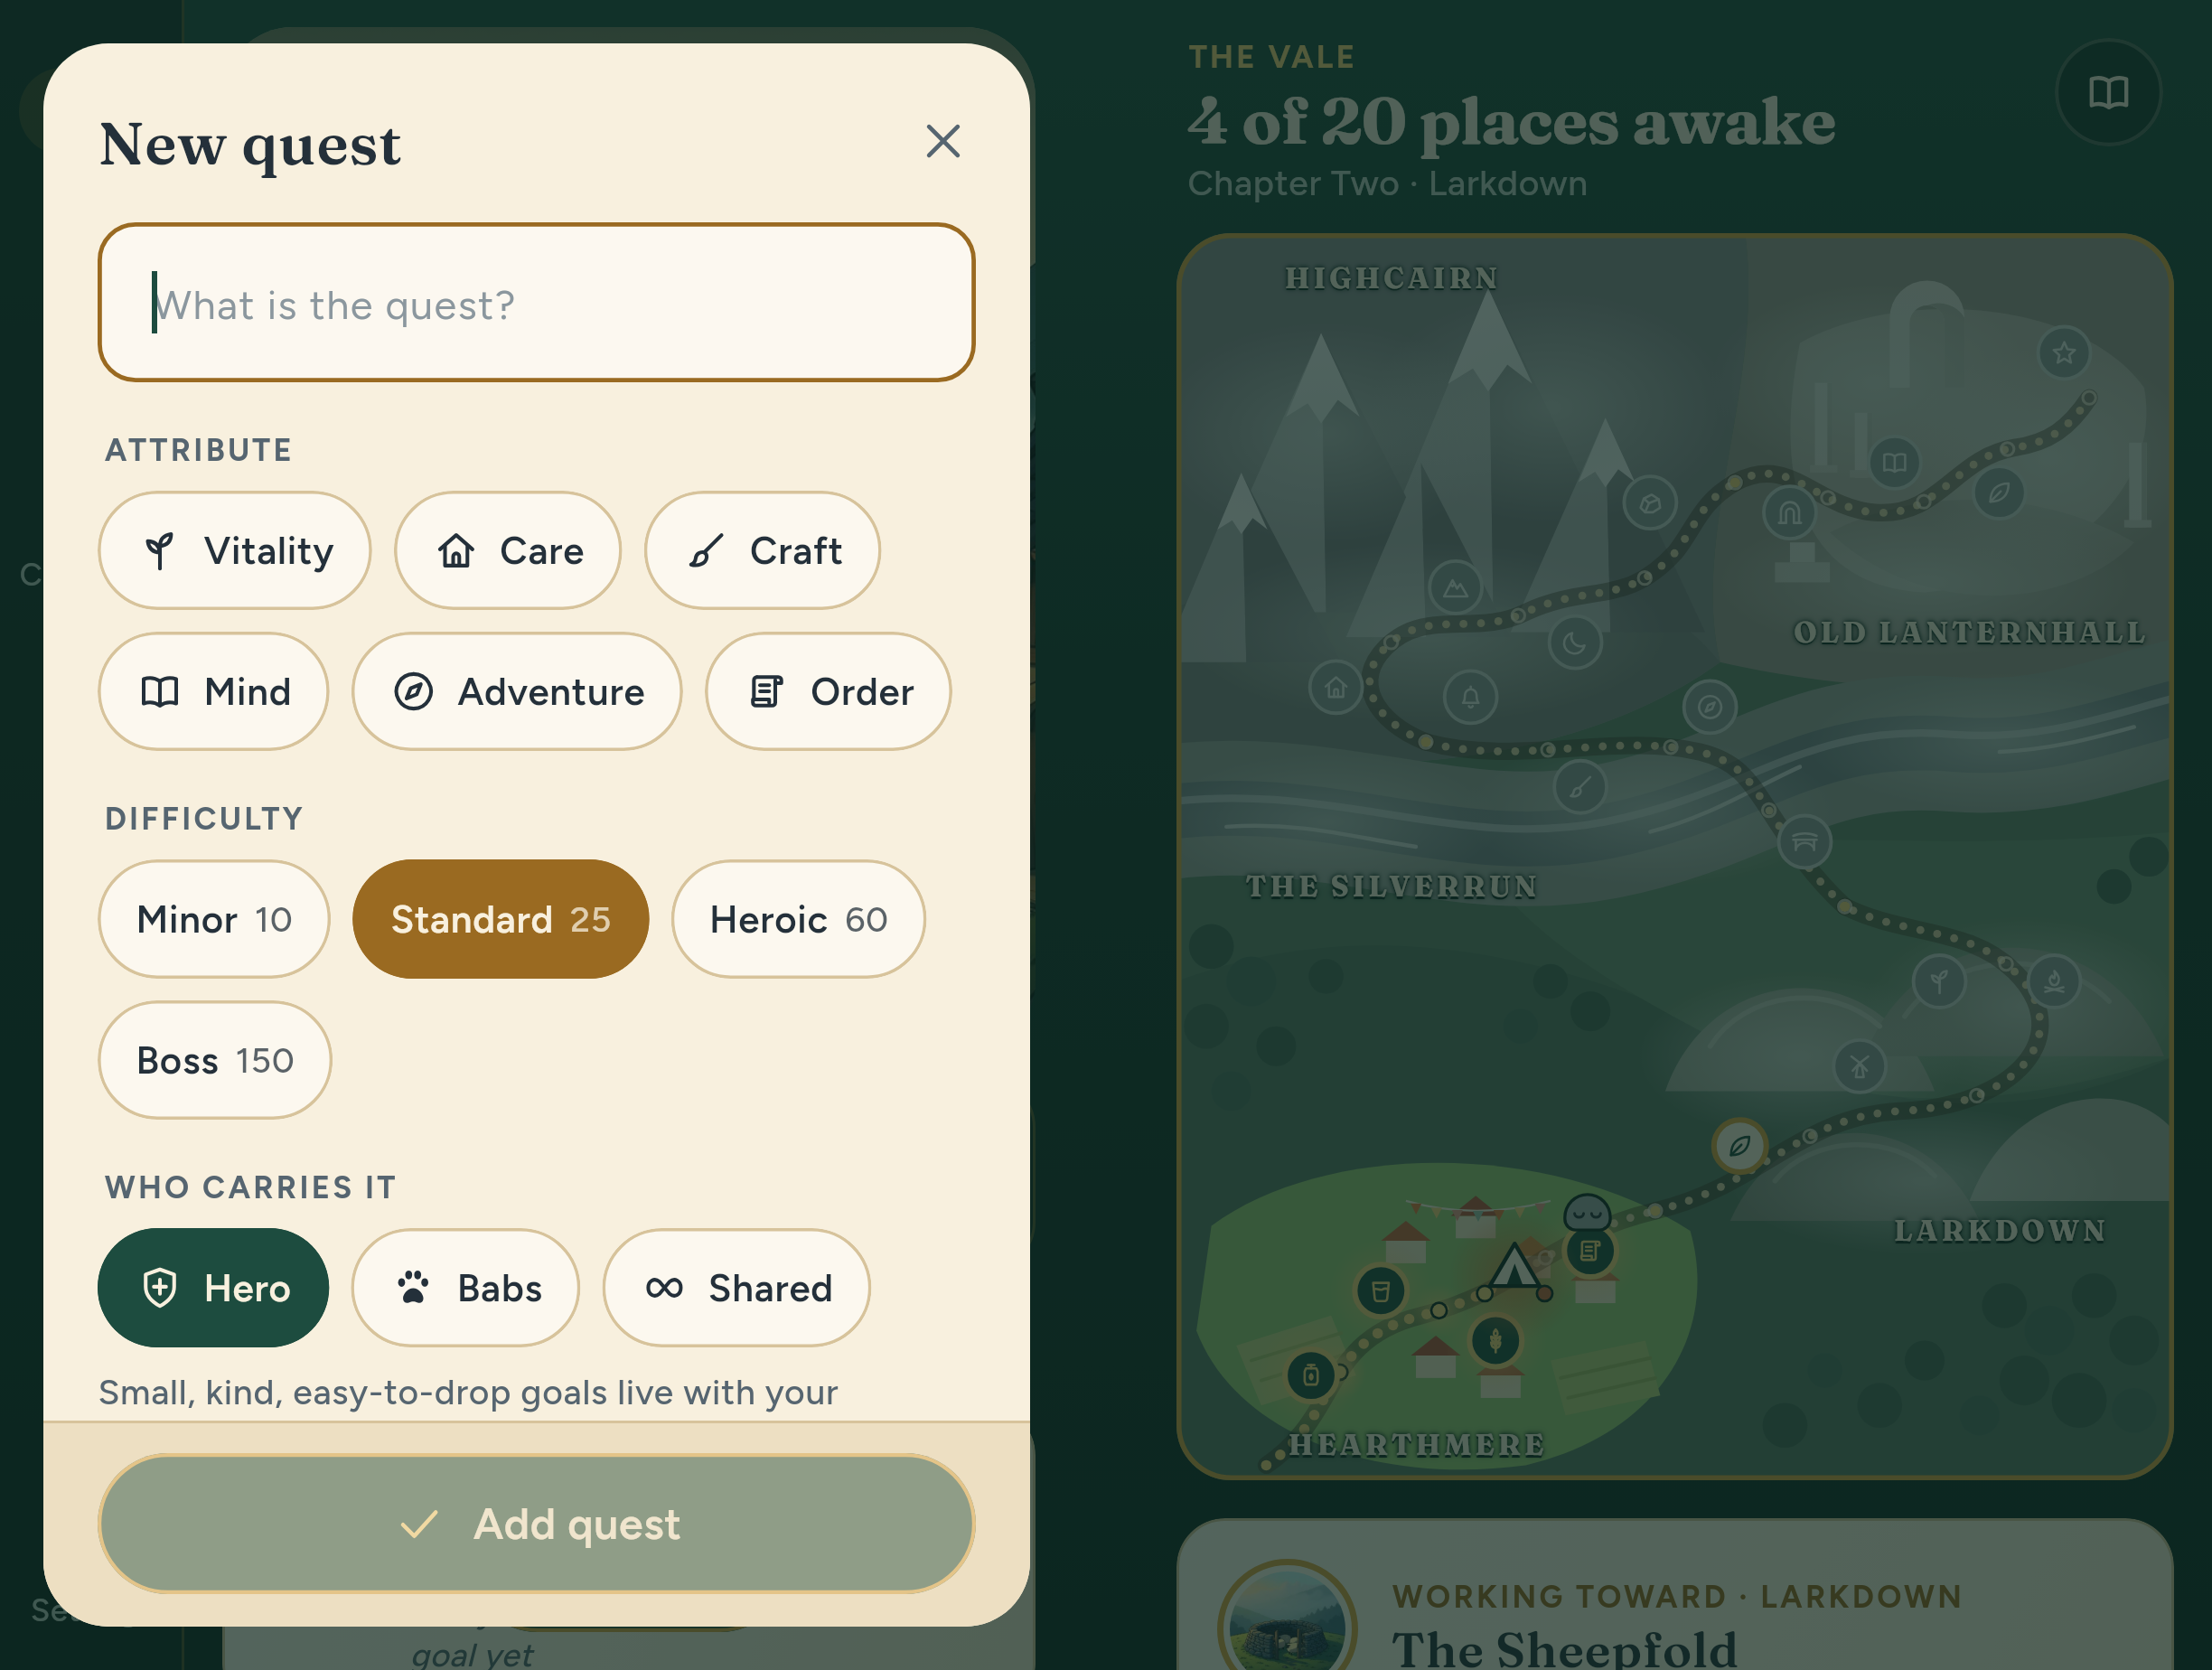 New quest
What is the quest?
ATTRIBUTE
Vitality
Care
Craft
Mind
Adventure
Order
DIFFICULTY
Minor 10
Standard 25
Heroic 60
Boss 150
WHO CARRIES IT
Hero
Babs
Shared
Small, kind, easy-to-drop goals live with your
Add quest
goal yet
THE VALE
4 of 20 places awake
Chapter Two · Larkdown
HIGHCAIRN
OLD LANTERNHALL
THE SILVERRUN
LARKDOWN
HEARTHMERE
WORKING TOWARD · LARKDOWN
The Sheepfold